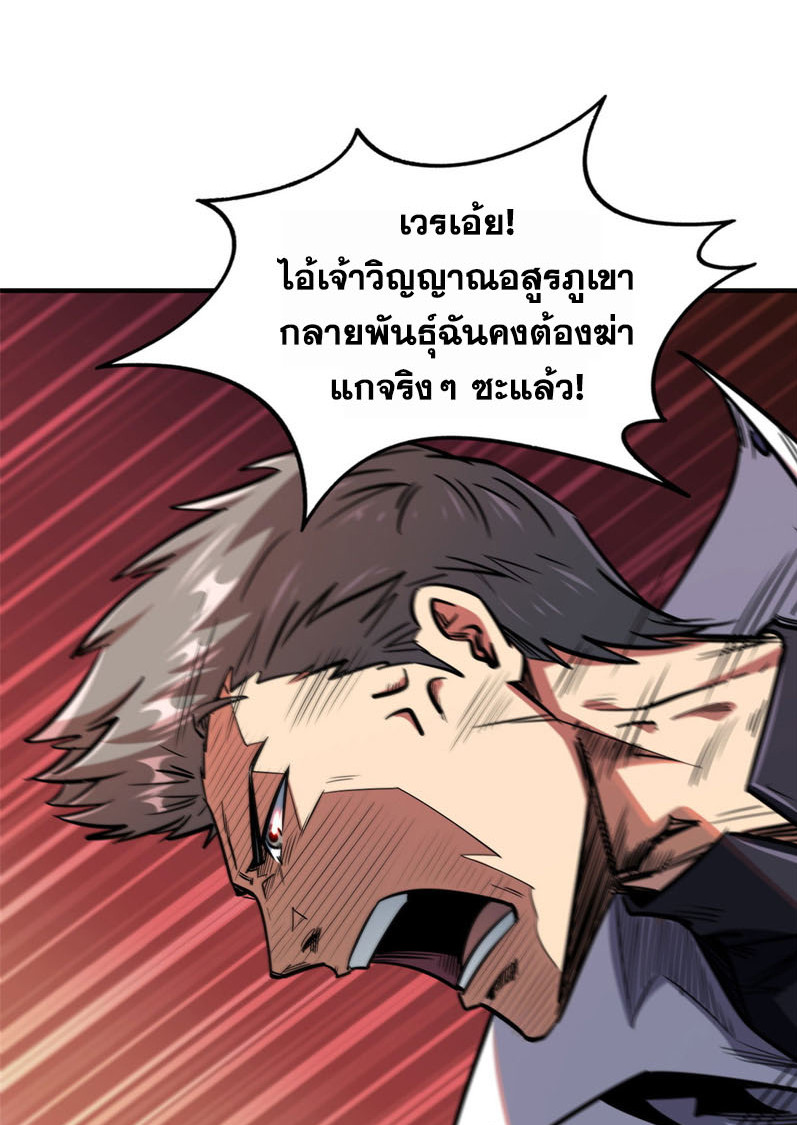 เวรเอ้ย!
ไอ้เจ้าวิญญาณอสูรภูเขา
กลายพันธุ์ฉันคงต้องฆ่า
แกจริงๆ ซะแล้ว!